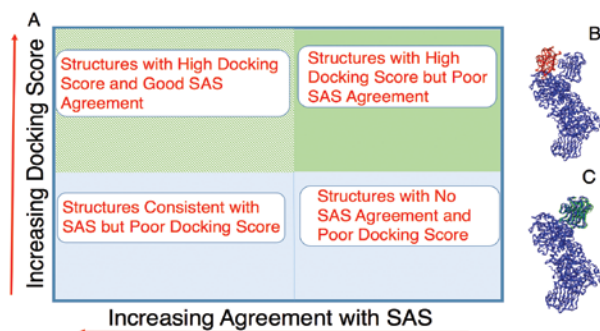 A
Increasing Docking Score
Structures with High Docking
Score and Good SAS
Agreement
Structures with High
Docking Score but Poor
SAS Agreement
Structures Consistent with
SAS but Poor Docking Score
Structures with No
SAS Agreement and
Poor Docking Score
Increasing Agreement with SAS
B
C